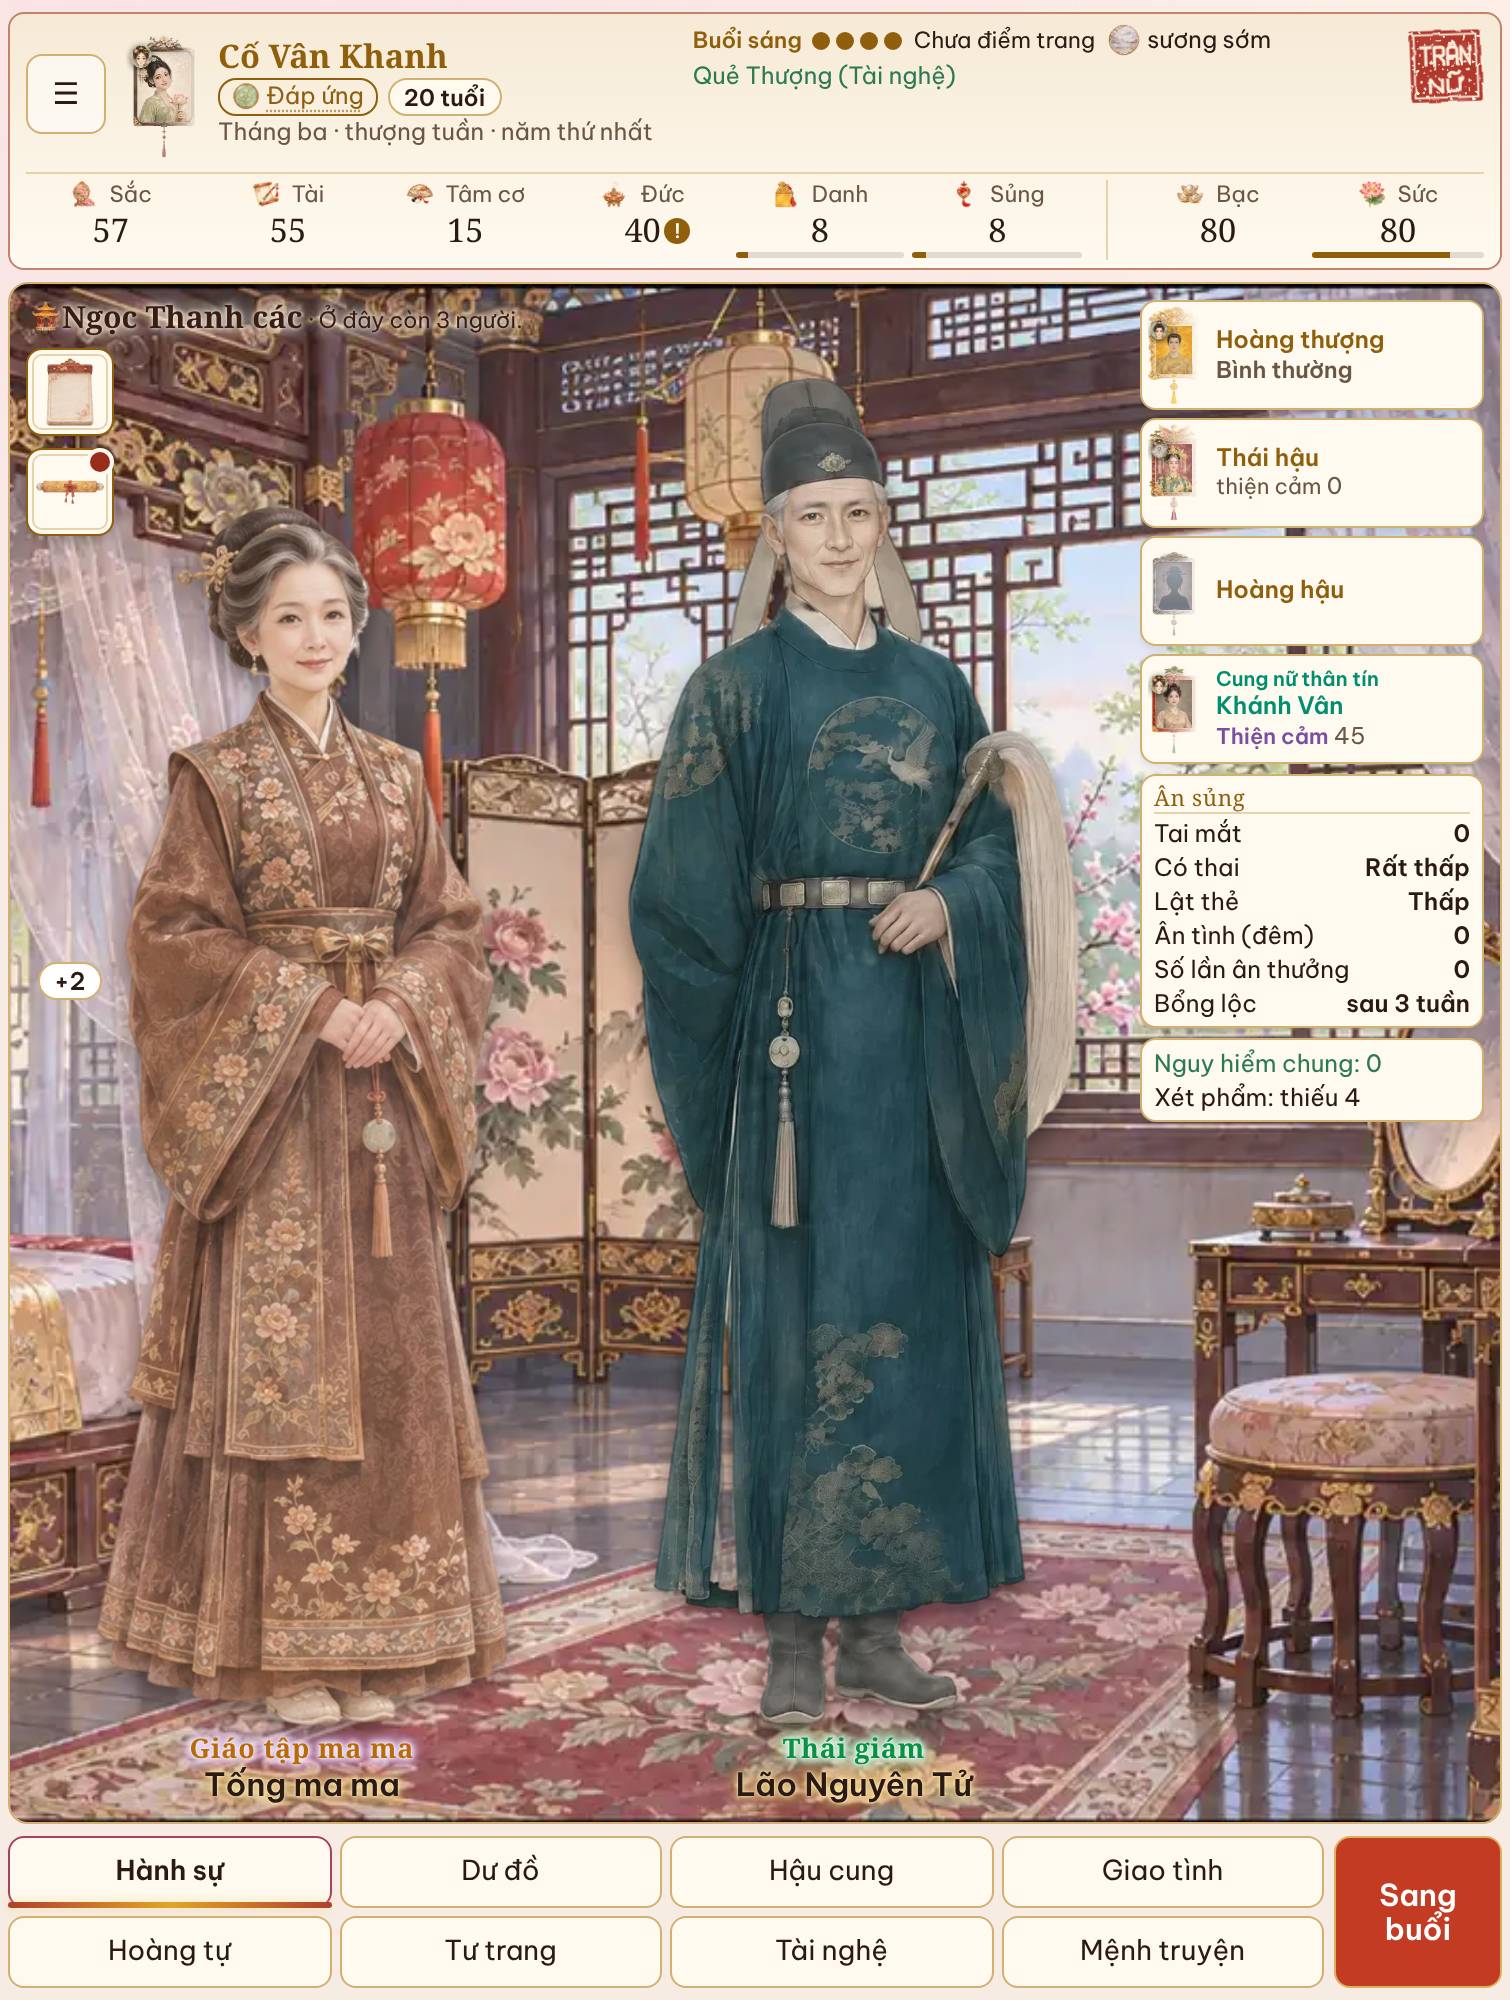 Cố Vân Khanh
Đáp ứng
20 tuổi
Tháng ba · thượng tuần · năm thứ nhất
Buổi sáng
Chưa điểm trang
sương sớm
Quẻ Thượng (Tài nghệ)
TRÂN
NỮ
Sắc
57
Tài
55
Tâm cơ
15
Đức
40
!
Danh
8
Sủng
8
Bạc
80
Sức
80
Ngọc Thanh các · Ở đây còn 3 người.
+2
Hoàng thượng
Bình thường
Thái hậu
thiện cảm 0
Hoàng hậu
Cung nữ thân tín
Khánh Vân
Thiện cảm 45
Ân sủng
Tai mắt 0
Có thai Rất thấp
Lật thẻ Thấp
Ân tình (đêm) 0
Số lần ân thưởng 0
Bổng lộc sau 3 tuần
Nguy hiểm chung: 0
Xét phẩm: thiếu 4
Giáo tập ma ma
Tống ma ma
Thái giám
Lão Nguyên Tử
Hành sự
Dư đồ
Hậu cung
Giao tình
Hoàng tự
Tư trang
Tài nghệ
Mệnh truyện
Sang
buổi